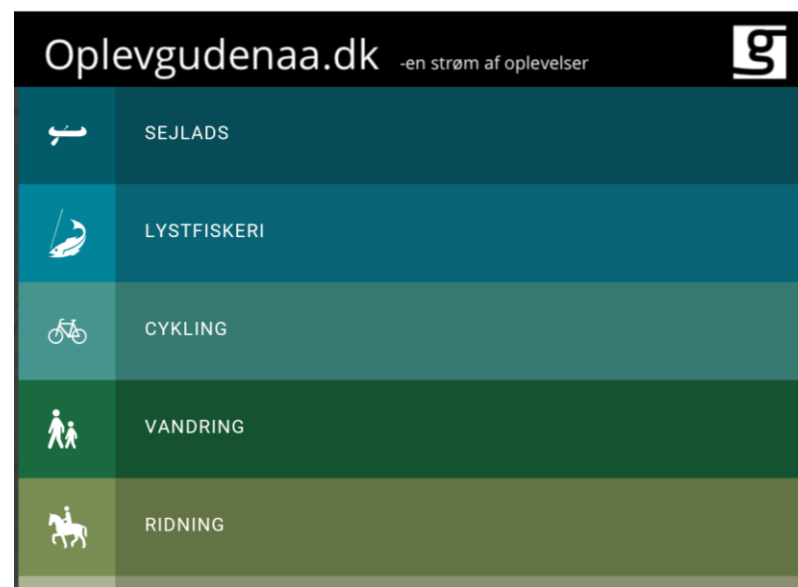 Oplevgudenaa.dk -en strøm af oplevelser
g
SEJLADS
LYSTFISKERI
CYKLING
VANDRING
RIDNING